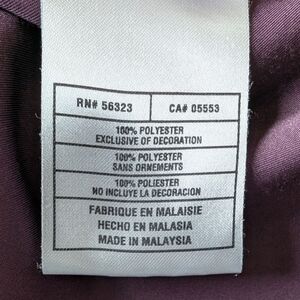 RN# 56323 CA# 05553
100% POLYESTER
EXCLUSIVE OF DECORATION
100% POLYESTER
SANS ORNEMENTS
100% POLIESTER
NO INCLUYE LA DECORACION
FABRIQUE EN MALAISIE
HECHO EN MALASIA
MADE IN MALAYSIA